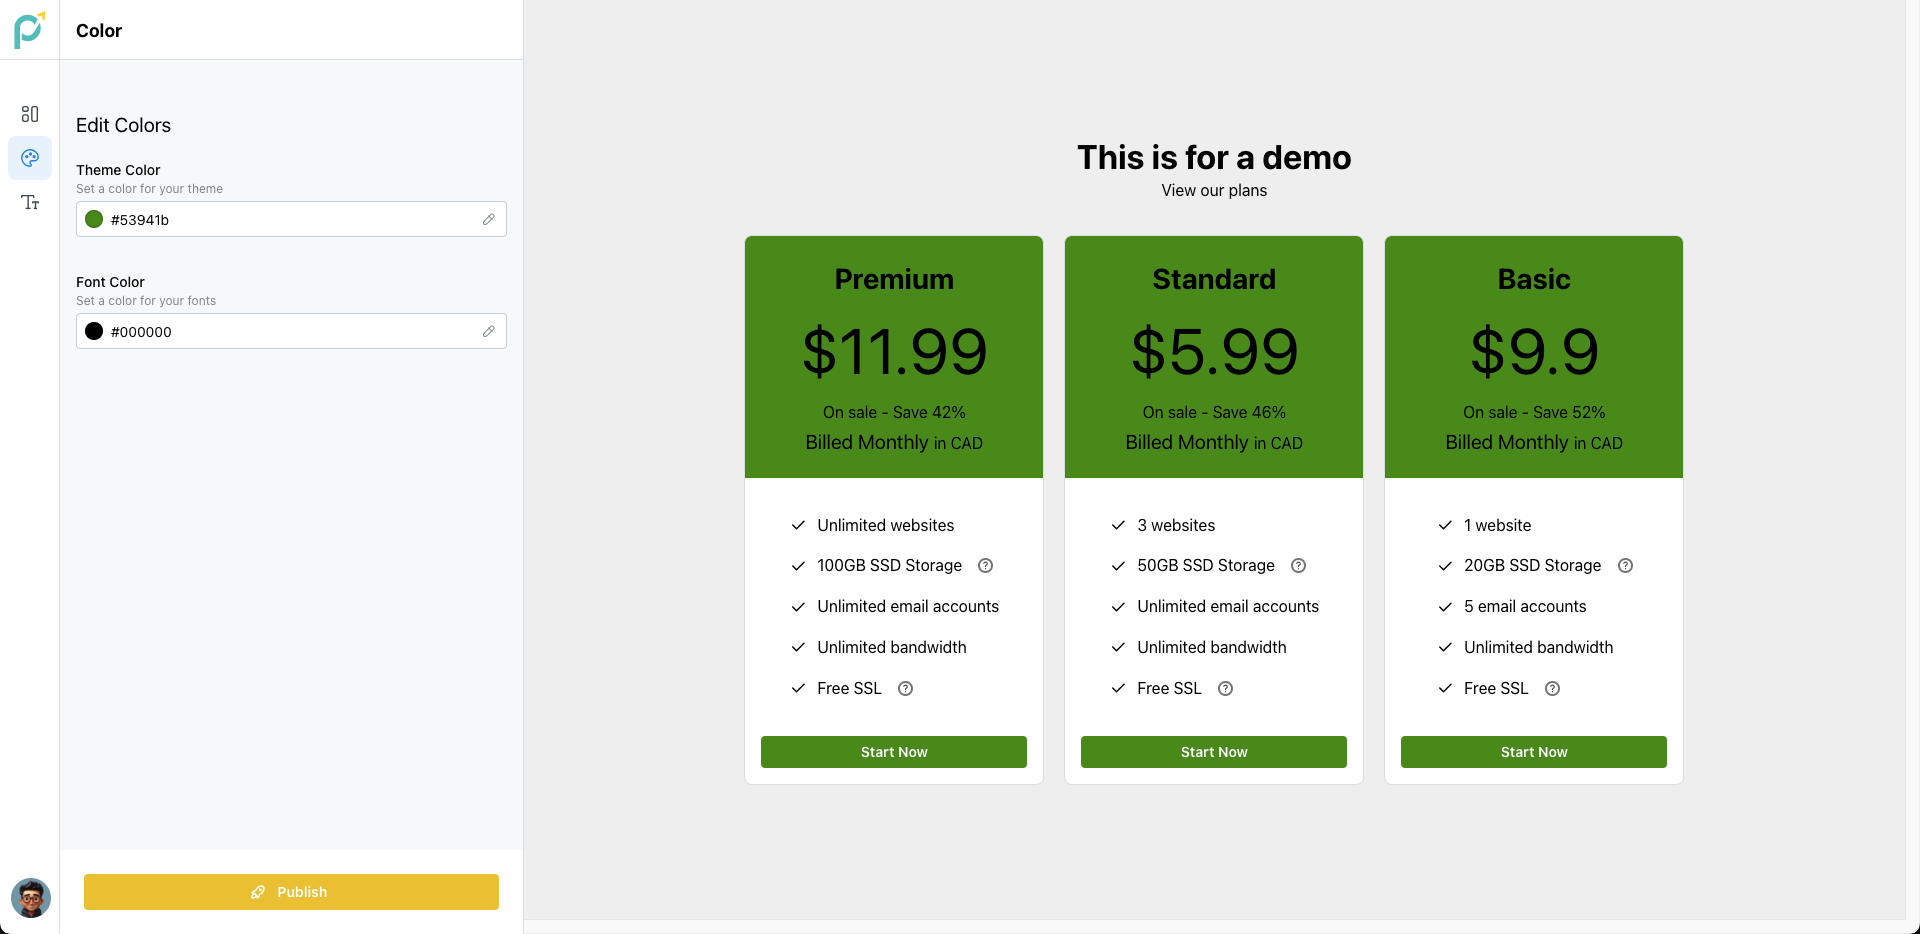 Color
Edit Colors
Theme Color
Set a color for your theme
#53941b
Font Color
Set a color for your fonts
#000000
Publish
This is for a demo
View our plans
Premium
$11.99
On sale - Save 42%
Billed Monthly in CAD
Unlimited websites
100GB SSD Storage
Unlimited email accounts
Unlimited bandwidth
Free SSL
Start Now
Standard
$5.99
On sale - Save 46%
Billed Monthly in CAD
3 websites
50GB SSD Storage
Unlimited email accounts
Unlimited bandwidth
Free SSL
Start Now
Basic
$9.9
On sale - Save 52%
Billed Monthly in CAD
1 website
20GB SSD Storage
5 email accounts
Unlimited bandwidth
Free SSL
Start Now